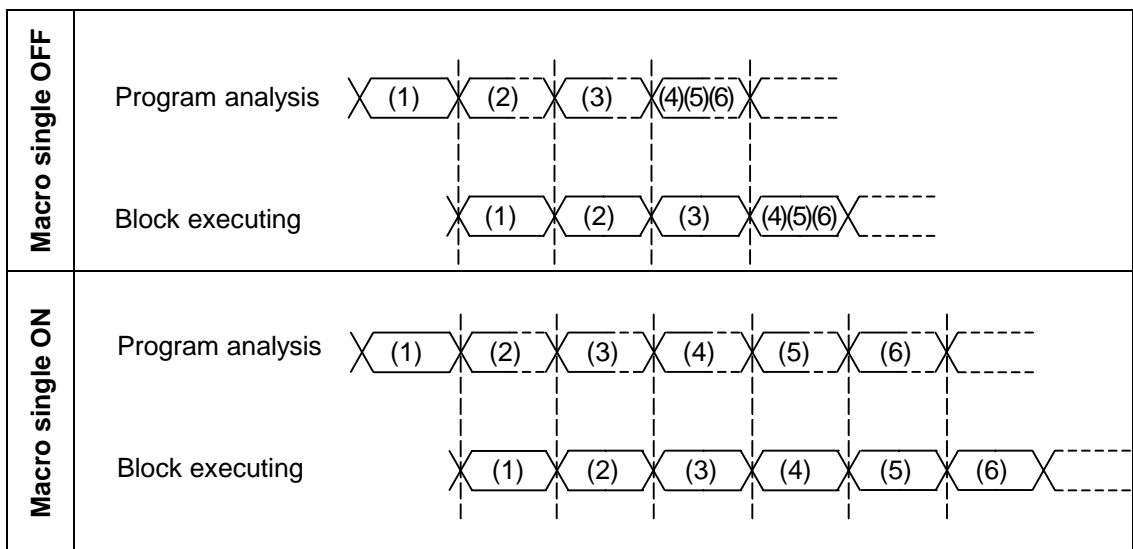 Macro single OFF
Program analysis (1) (2) (3) (4)(5)(6)
Block executing (1) (2) (3) (4)(5)(6)
Macro single ON
Program analysis (1) (2) (3) (4) (5) (6)
Block executing (1) (2) (3) (4) (5) (6)